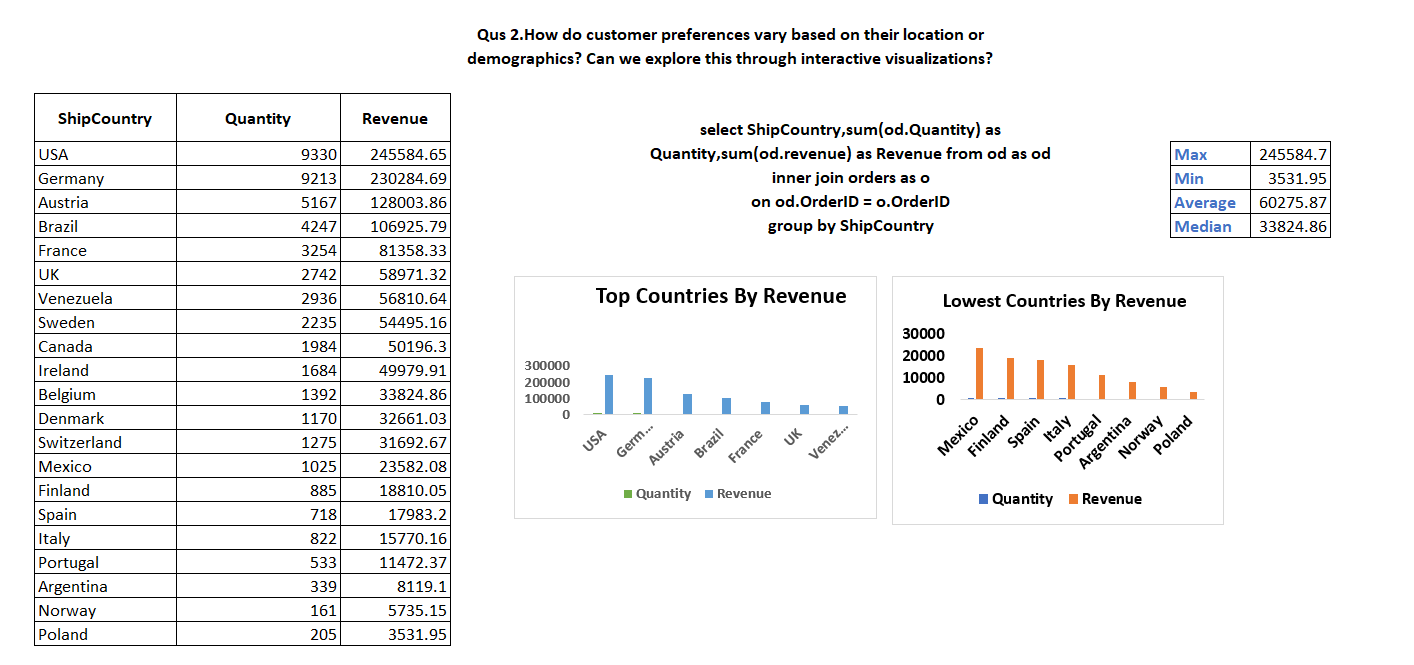 Qus 2.How do customer preferences vary based on their location or
demographics? Can we explore this through interactive visualizations?
ShipCountry Quantity Revenue
USA 9330 245584.65
Germany 9213 230284.69
Austria 5167 128003.86
Brazil 4247 106925.79
France 3254 81358.33
UK 2742 58971.32
Venezuela 2936 56810.64
Sweden 2235 54495.16
Canada 1984 50196.3
Ireland 1684 49979.91
Belgium 1392 33824.86
Denmark 1170 32661.03
Switzerland 1275 31692.67
Mexico 1025 23582.08
Finland 885 18810.05
Spain 718 17983.2
Italy 822 15770.16
Portugal 533 11472.37
Argentina 339 8119.1
Norway 161 5735.15
Poland 205 3531.95
select ShipCountry,sum(od.Quantity) as
Quantity,sum(od.revenue) as Revenue from od as od
inner join orders as o
on od.OrderID = o.OrderID
group by ShipCountry
Max 245584.7
Min 3531.95
Average 60275.87
Median 33824.86
Top Countries By Revenue
300000
200000
100000
0
USA Germ... Austria Brazil France UK Venez...
Quantity Revenue
Lowest Countries By Revenue
30000
20000
10000
0
Mexico Finland Spain Italy Portugal Argentina Norway Poland
Quantity Revenue